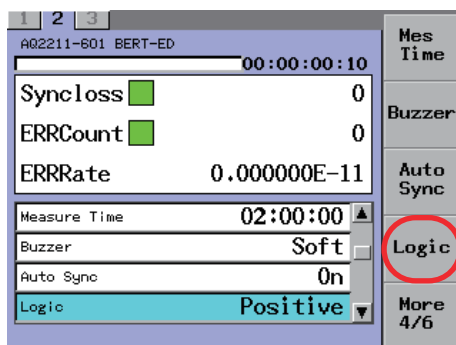 1 2 3
AQ2211-601 BERT-ED
00:00:00:10
Syncloss 0
ERRCount 0
ERRRate 0.000000E-11
Measure Time 02:00:00
Buzzer Soft
Auto Sync On
Logic Positive
Mes
Time
Buzzer
Auto
Sync
Logic
More
4/6